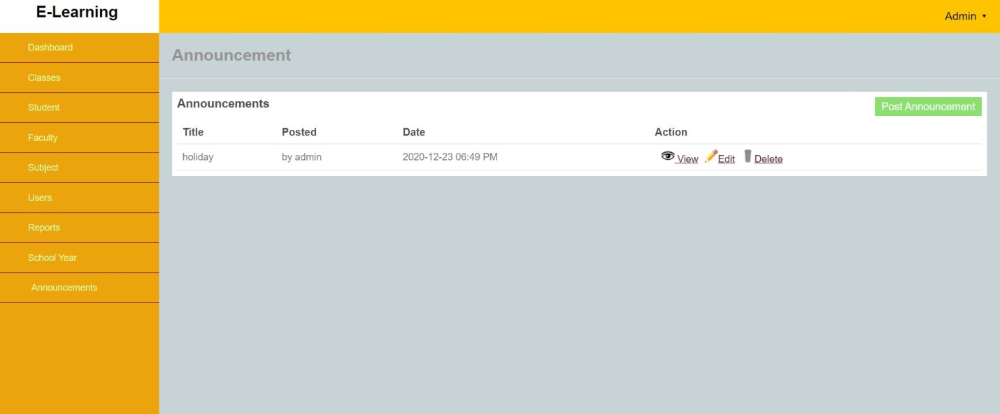 E-Learning
Admin
Dashboard
Classes
Student
Faculty
Subject
Users
Reports
School Year
Announcements
Announcement
Announcements
Post Announcement
Title Posted Date Action
holiday by admin 2020-12-23 06:49 PM View Edit Delete